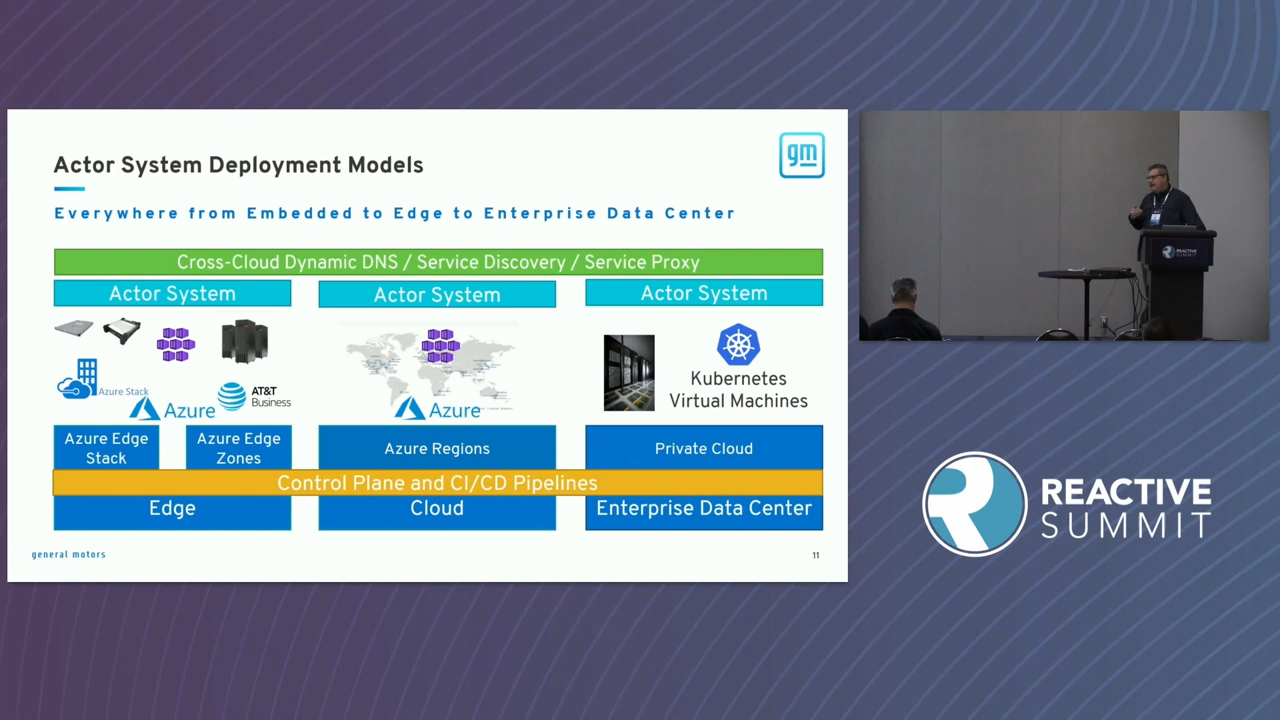 Actor System Deployment Models
gm
Everywhere from Embedded to Edge to Enterprise Data Center
Cross-Cloud Dynamic DNS / Service Discovery / Service Proxy
Actor System
Actor System
Actor System
Azure Stack
Azure
AT&T
Business
Azure
Kubernetes
Virtual Machines
Azure Edge
Stack
Azure Edge
Zones
Azure Regions
Private Cloud
Control Plane and CI/CD Pipelines
Edge
Cloud
Enterprise Data Center
general motors
11
REACTIVE
SUMMIT
REACTIVE
SUMMIT